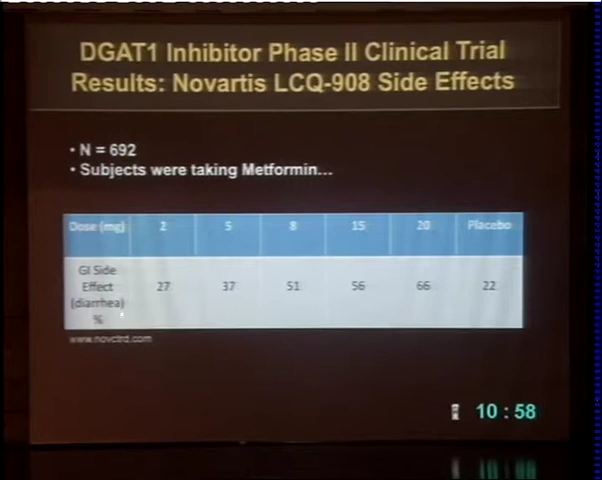 DGAT1 Inhibitor Phase II Clinical Trial
Results: Novartis LCQ-908 Side Effects
• N = 692
• Subjects were taking Metformin...
Dose (mg) 2 5 8 15 20 Placebo
GI Side
Effect
(diarrhea)
%
27 37 51 56 66 22
www.novctrd.com
10:58